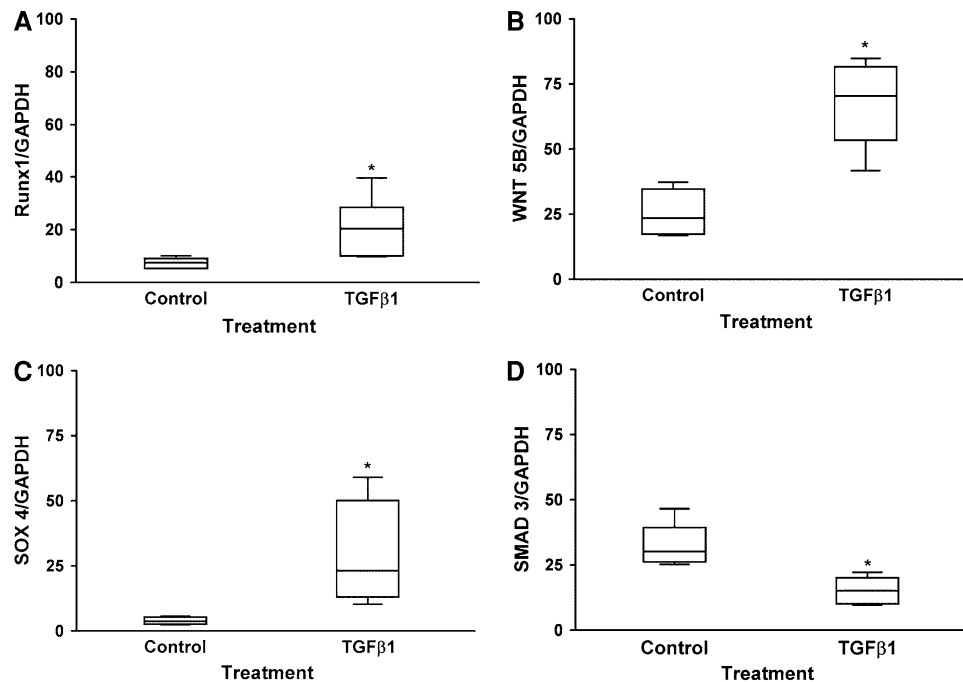 A
Runx1/GAPDH
100
80
60
40
20
0
*
Control TGFβ1
Treatment
B
WNT 5B/GAPDH
100
75
50
25
0
*
Control TGFβ1
Treatment
C
SOX 4/GAPDH
100
75
50
25
0
*
Control TGFβ1
Treatment
D
SMAD 3/GAPDH
100
75
50
25
0
*
Control TGFβ1
Treatment